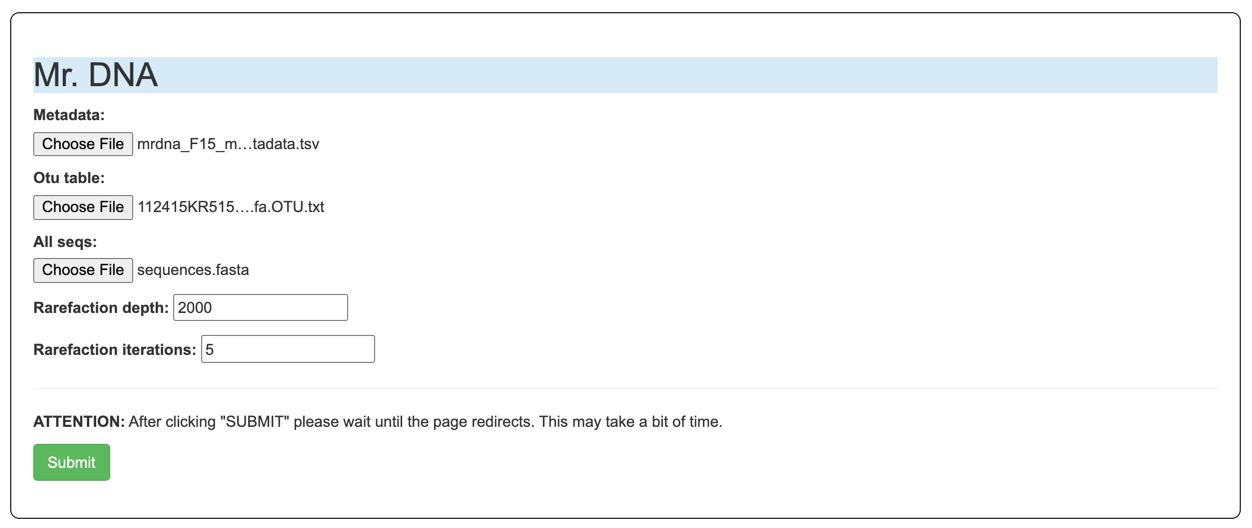 Mr. DNA
Metadata:
Choose File mrdna_F15_m…tadata.tsv
Otu table:
Choose File 112415KR515….fa.OTU.txt
All seqs:
Choose File sequences.fasta
Rarefaction depth: 2000
Rarefaction iterations: 5
ATTENTION: After clicking "SUBMIT" please wait until the page redirects. This may take a bit of time.
Submit